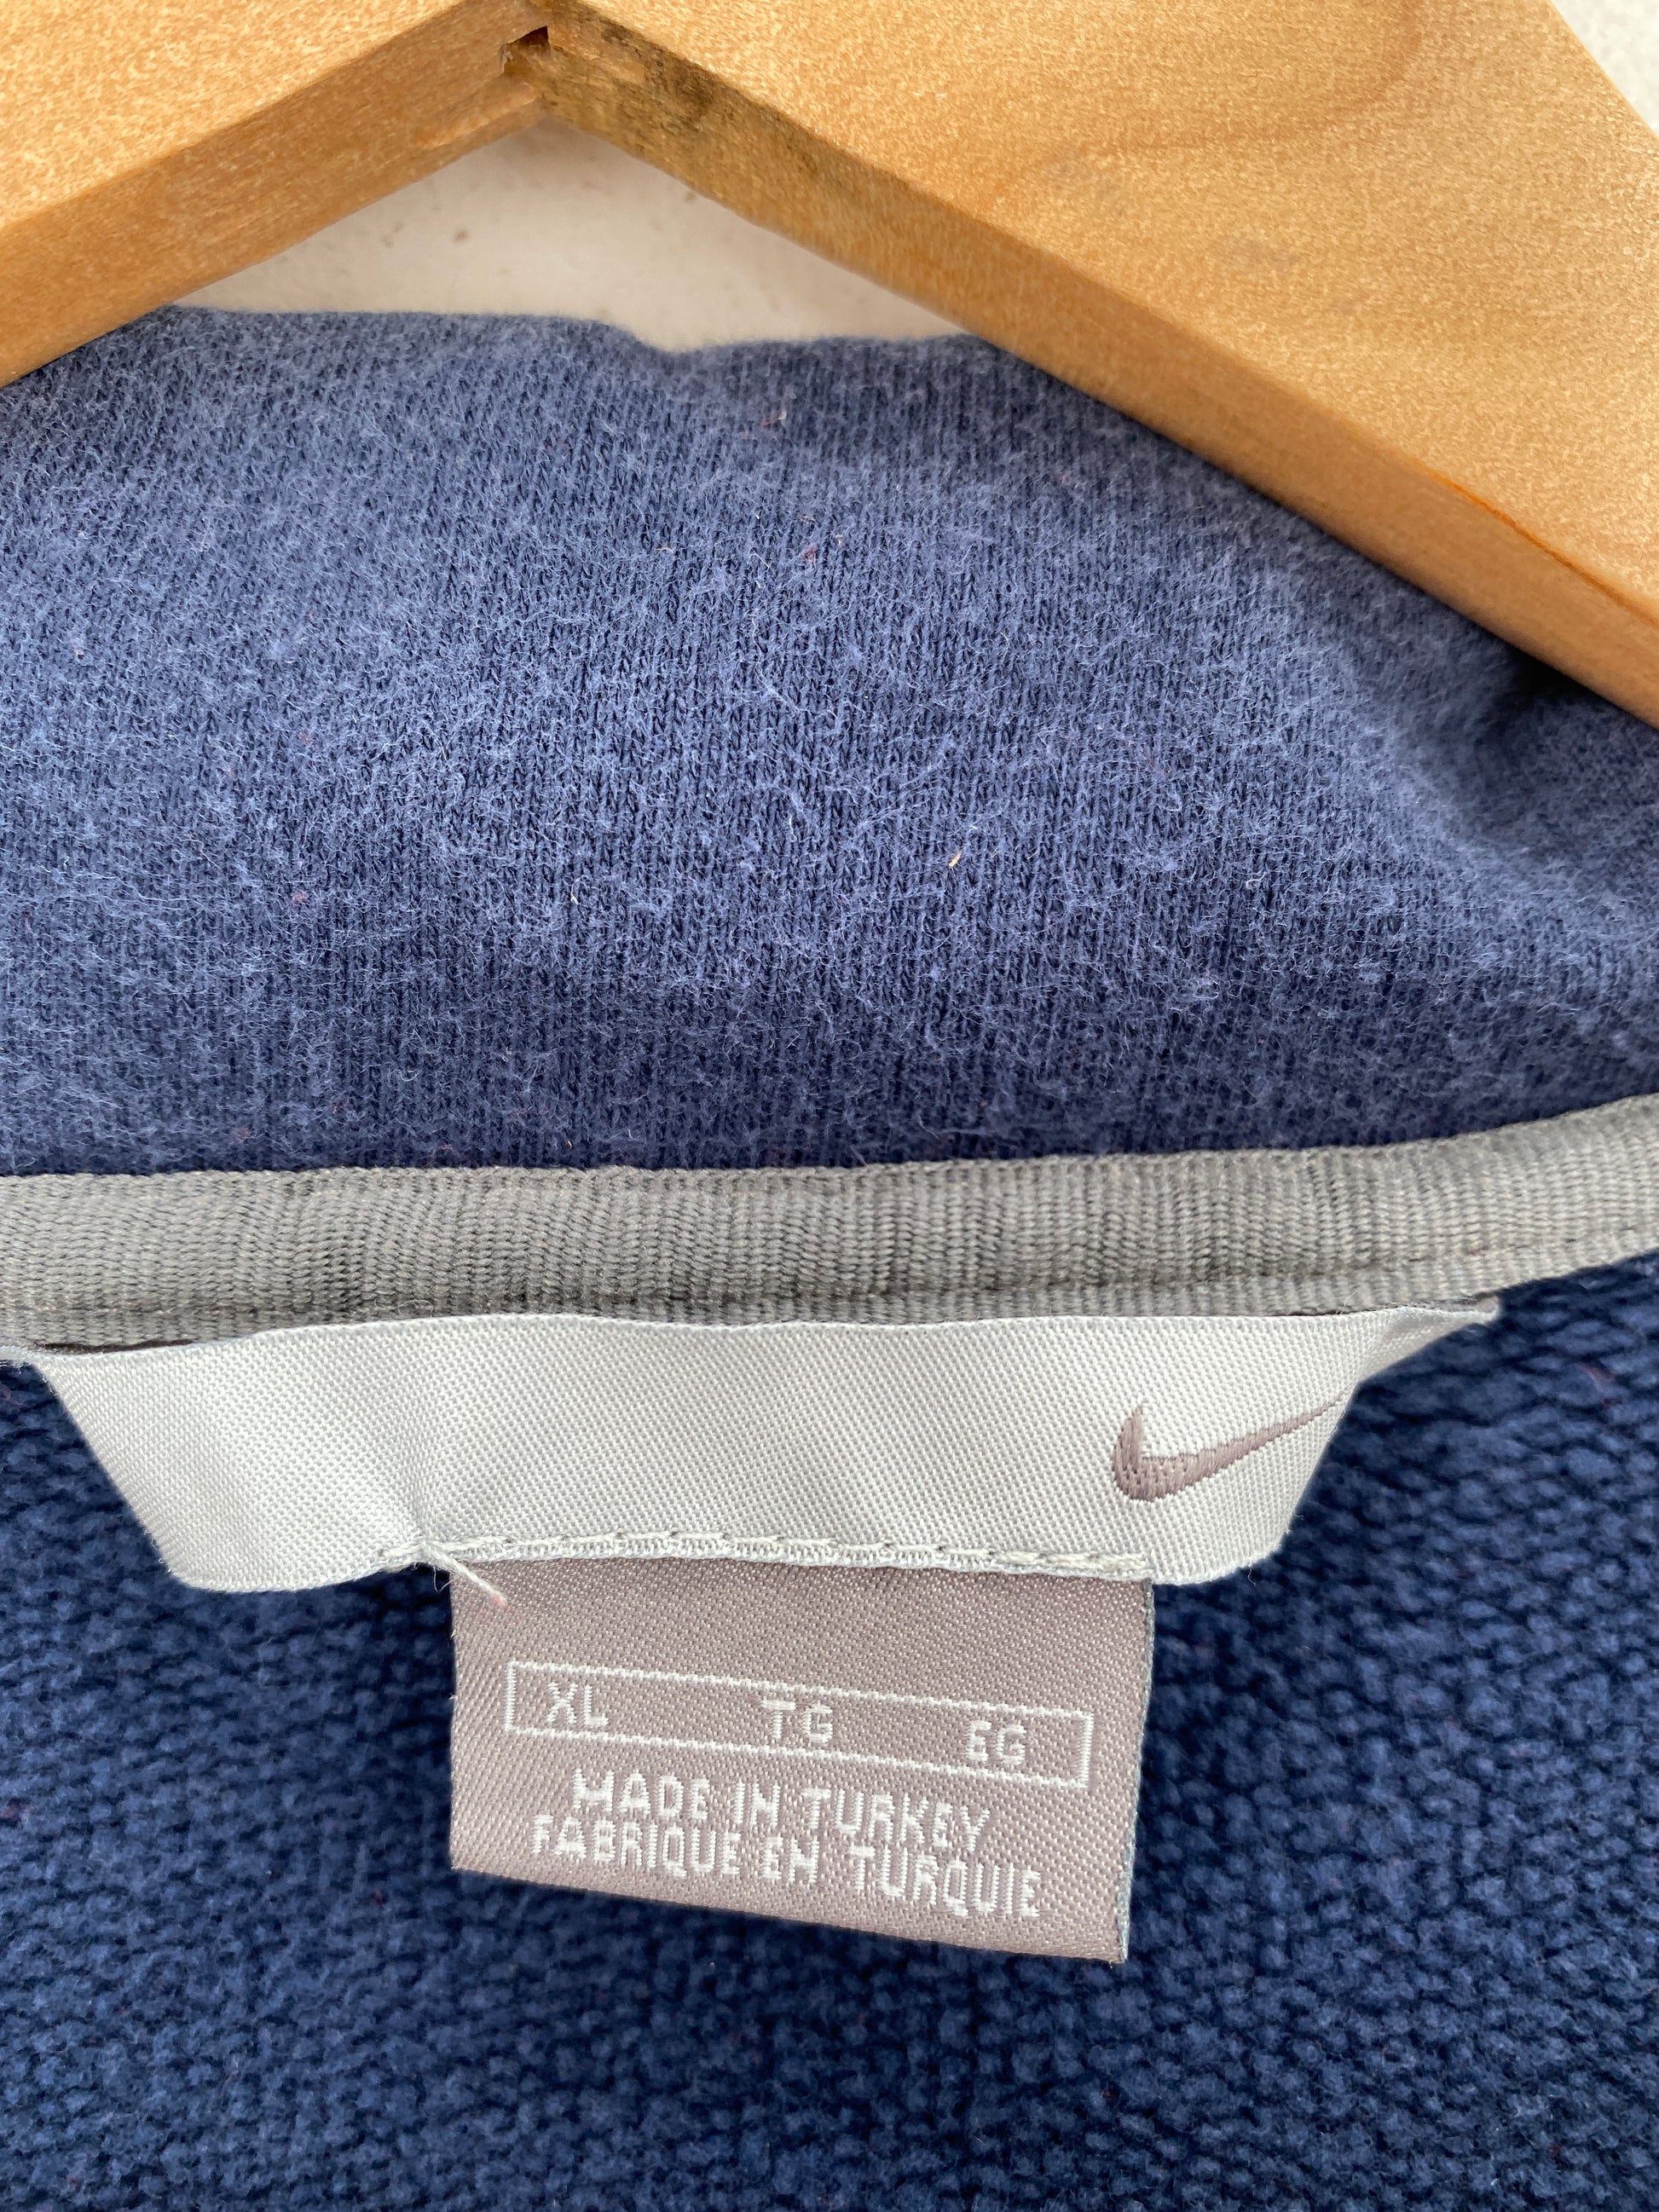 XL TG EG
MADE IN TURKEY
FABRIQUE EN TURQUIE